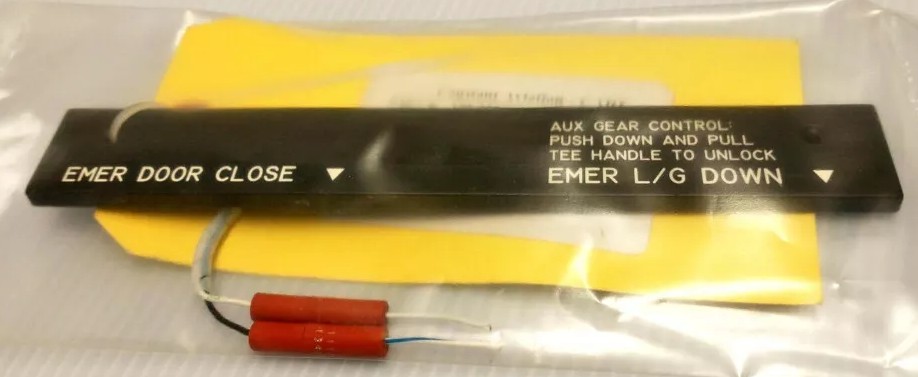 AUX GEAR CONTROL:
PUSH DOWN AND PULL
TEE HANDLE TO UNLOCK
EMER DOOR CLOSE ▼
EMER L/G DOWN ▼